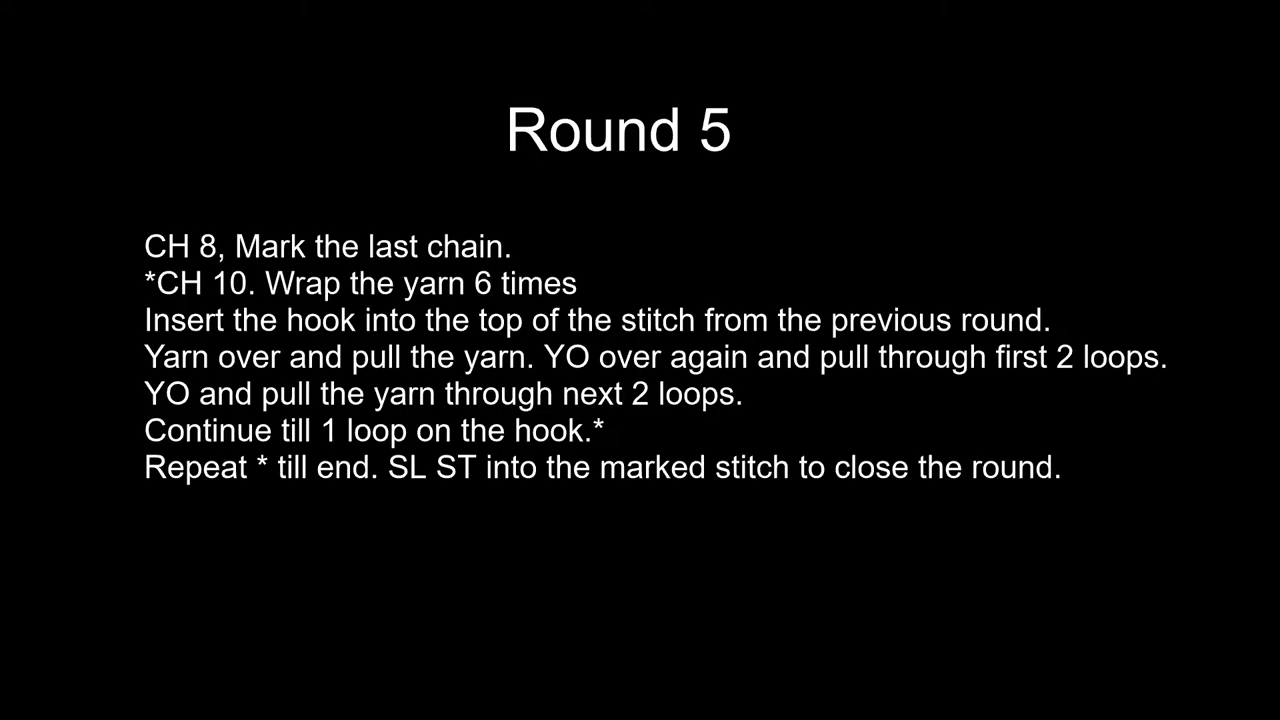 Round 5
CH 8, Mark the last chain.
*CH 10. Wrap the yarn 6 times
Insert the hook into the top of the stitch from the previous round.
Yarn over and pull the yarn. YO over again and pull through first 2 loops.
YO and pull the yarn through next 2 loops.
Continue till 1 loop on the hook.*
Repeat * till end. SL ST into the marked stitch to close the round.